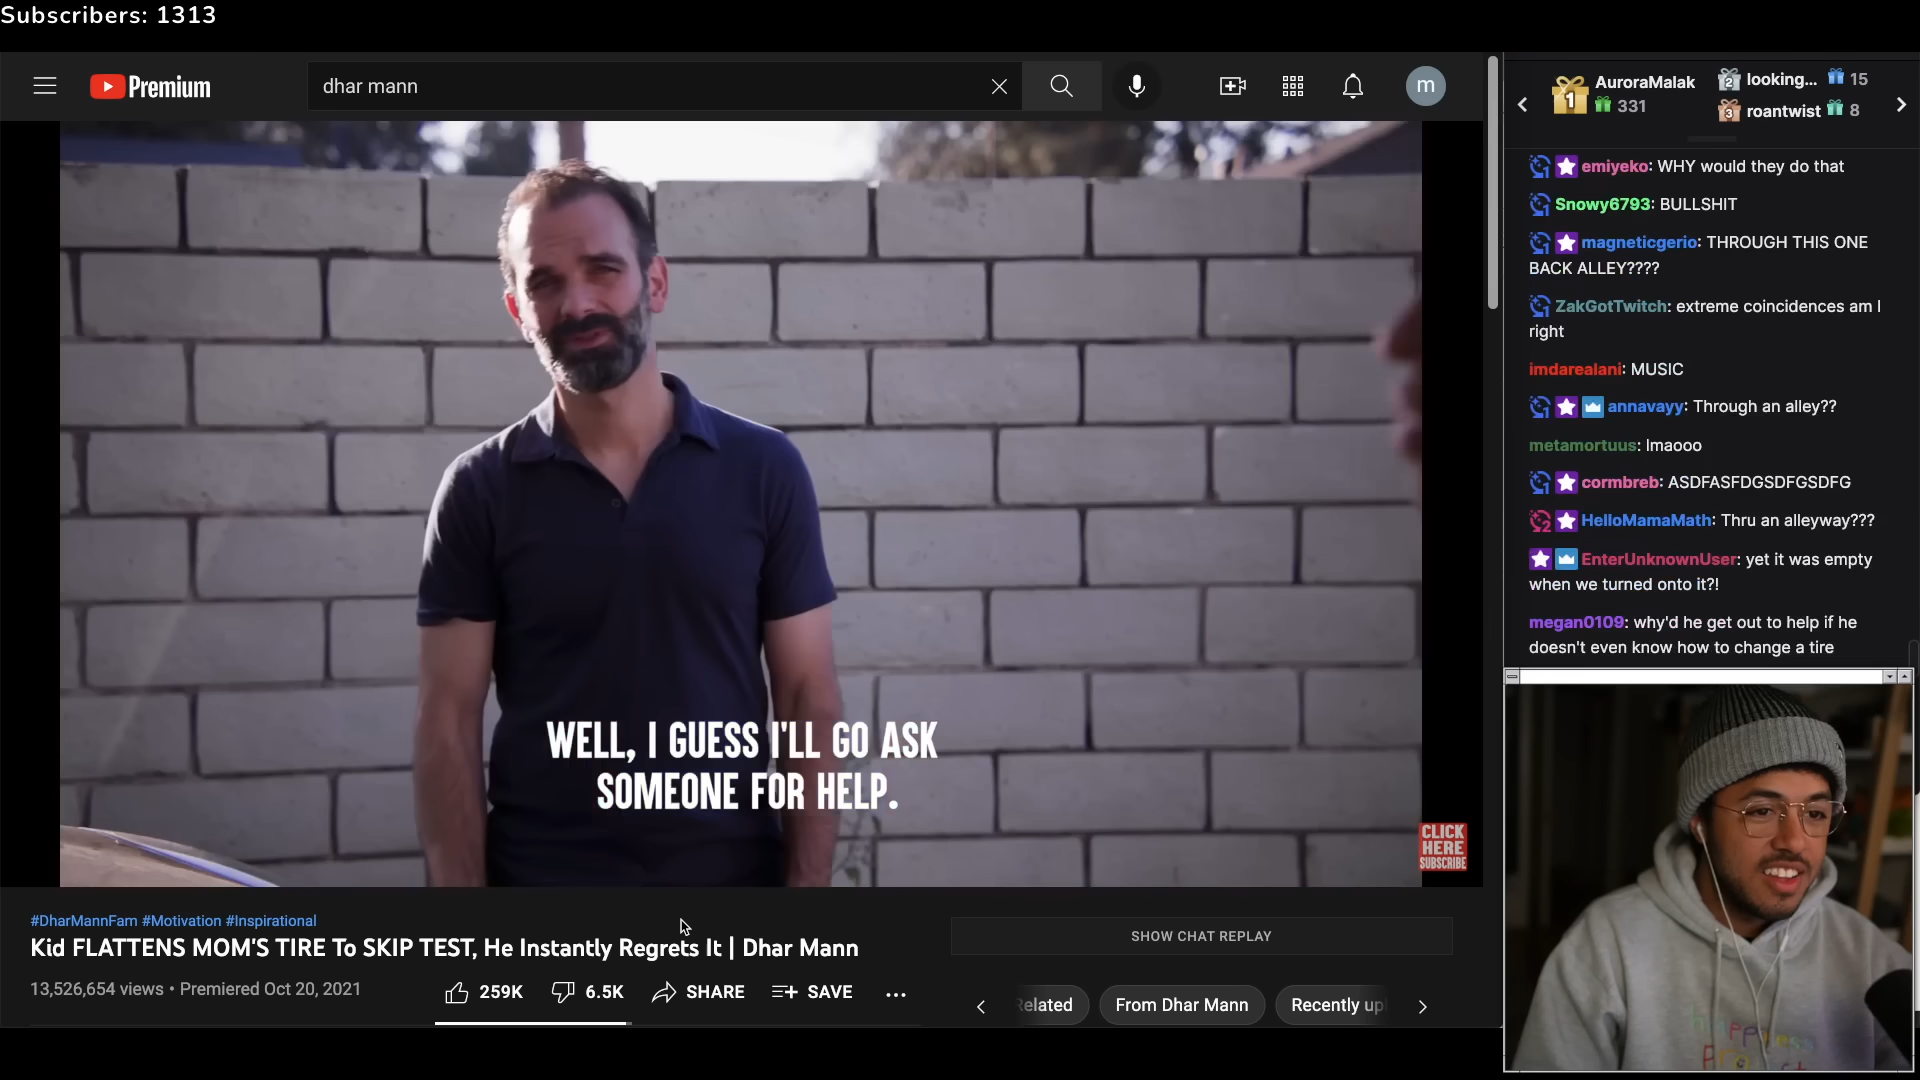 Subscribers: 1313
Premium
dhar mann
m
1
AuroraMalak
331
2
looking... 15
3
roantwist 8
emiyeko: WHY would they do that
Snowy6793: BULLSHIT
magneticgerio: THROUGH THIS ONE
BACK ALLEY????
ZakGotTwitch: extreme coincidences am I
right
imdarealani: MUSIC
annavayy: Through an alley??
metamortuus: lmaooo
cormbreb: ASDFASFDGSDFGSDFG
2 HelloMamaMath: Thru an alleyway???
EnterUnknownUser: yet it was empty
when we turned onto it?!
megan0109: why'd he get out to help if he
doesn't even know how to change a tire
WELL, I GUESS I'LL GO ASK
SOMEONE FOR HELP.
CLICK
HERE
SUBSCRIBE
#DharMannFam #Motivation #Inspirational
Kid FLATTENS MOM'S TIRE To SKIP TEST, He Instantly Regrets It | Dhar Mann
13,526,654 views • Premiered Oct 20, 2021
259K
6.5K
SHARE
SAVE
SHOW CHAT REPLAY
Related
From Dhar Mann
Recently up